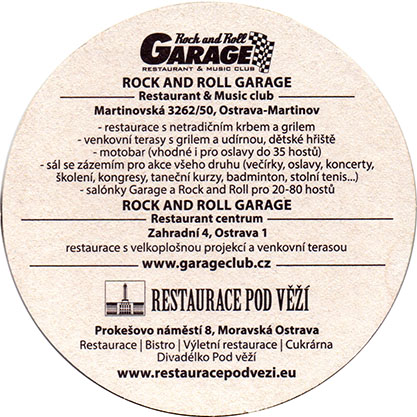 Rock and Roll
GARAGE
RESTAURANT & MUSIC CLUB
ROCK AND ROLL GARAGE
Restaurant & Music club
Martinovská 3262/50, Ostrava-Martinov
- restaurace s netradičním krbem a grilem
- venkovní terasy s grilem a udírnou, dětské hřiště
- motobar (vhodné i pro oslavy do 35 hostů)
- sál se zázemím pro akce všeho druhu (večírky, oslavy, koncerty,
školení, kongresy, taneční kurzy, badminton, stolní tenis...)
- salónky Garage a Rock and Roll pro 20-80 hostů
ROCK AND ROLL GARAGE
Restaurant centrum
Zahradní 4, Ostrava 1
restaurace s velkoplošnou projekcí a venkovní terasou
www.garageclub.cz
RESTAURACE POD VĚŽÍ
Prokešovo náměstí 8, Moravská Ostrava
Restaurace | Bistro | Výletní restaurace | Cukrárna
Divadélko Pod věží
www.restauracepodvezi.eu